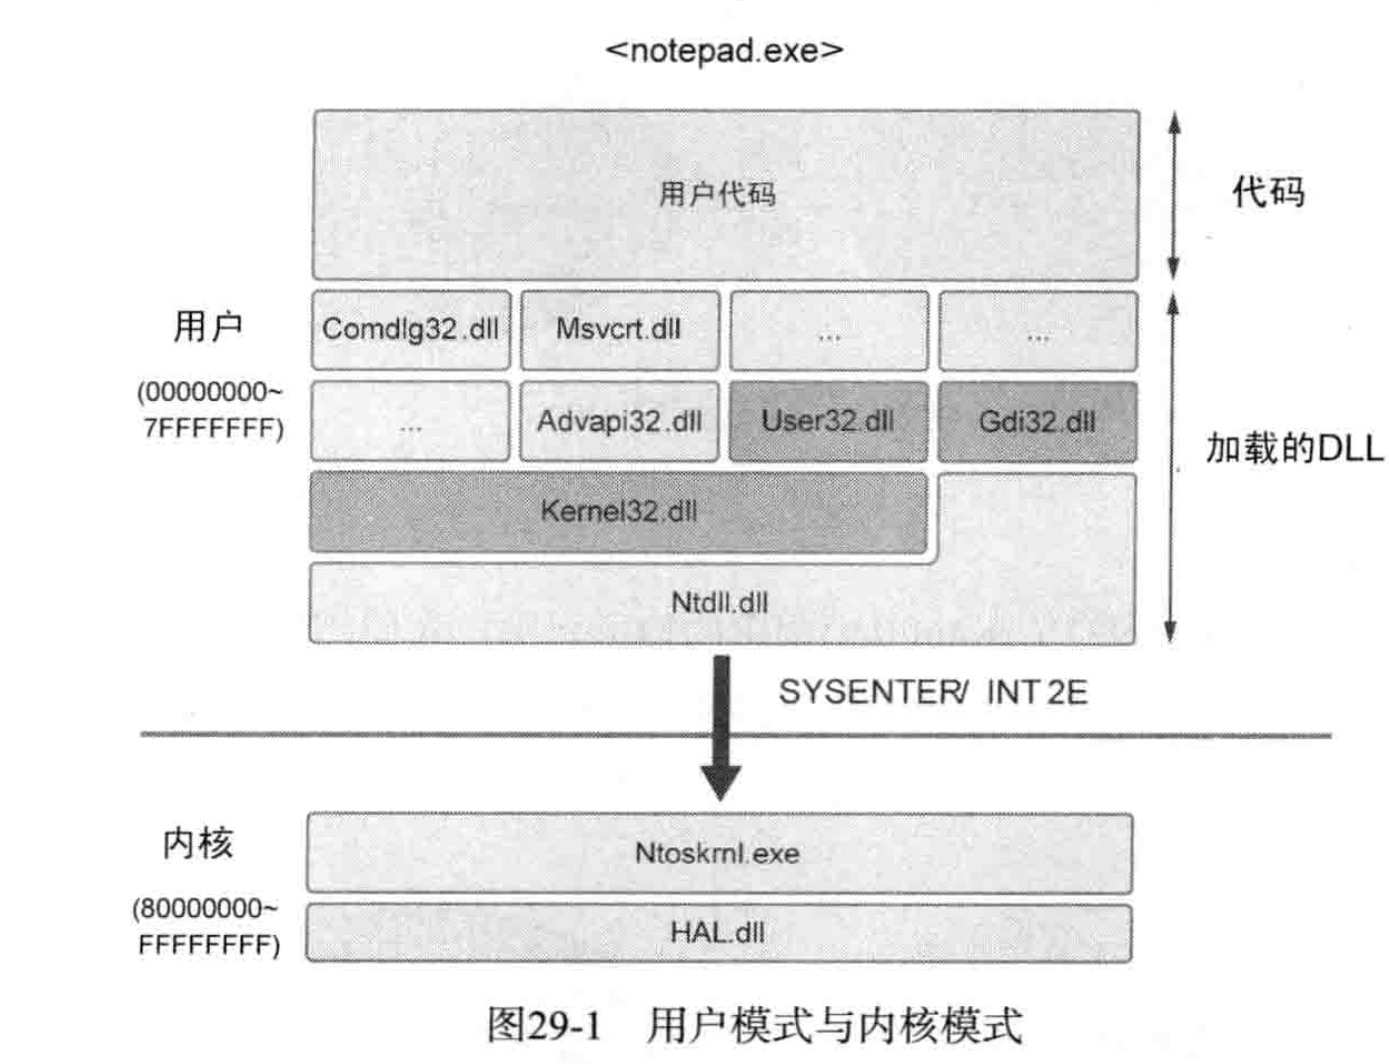 <notepad.exe>
用户代码
代码
用户
(00000000~
7FFFFFFF)
Comdlg32.dll
Msvcrt.dll
...
...
...
Advapi32.dll
User32.dll
Gdi32.dll
加载的DLL
Kernel32.dll
Ntdll.dll
SYSENTER/ INT 2E
内核
(80000000~
FFFFFFFF)
Ntoskrnl.exe
HAL.dll
图29-1 用户模式与内核模式